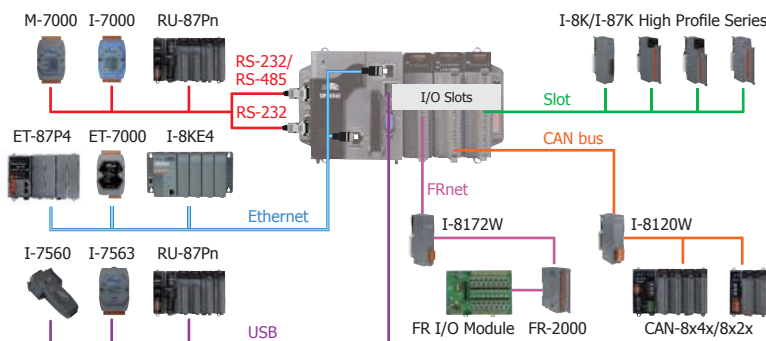 M-7000 I-7000 RU-87Pn
I-8K/I-87K High Profile Series
RS-232/
RS-485
RS-232
I/O Slots
Slot
ET-87P4 ET-7000 I-8KE4
CAN bus
FRnet
Ethernet
I-8172W
I-8120W
I-7560 I-7563 RU-87Pn
USB
FR I/O Module FR-2000
CAN-8x4x/8x2x